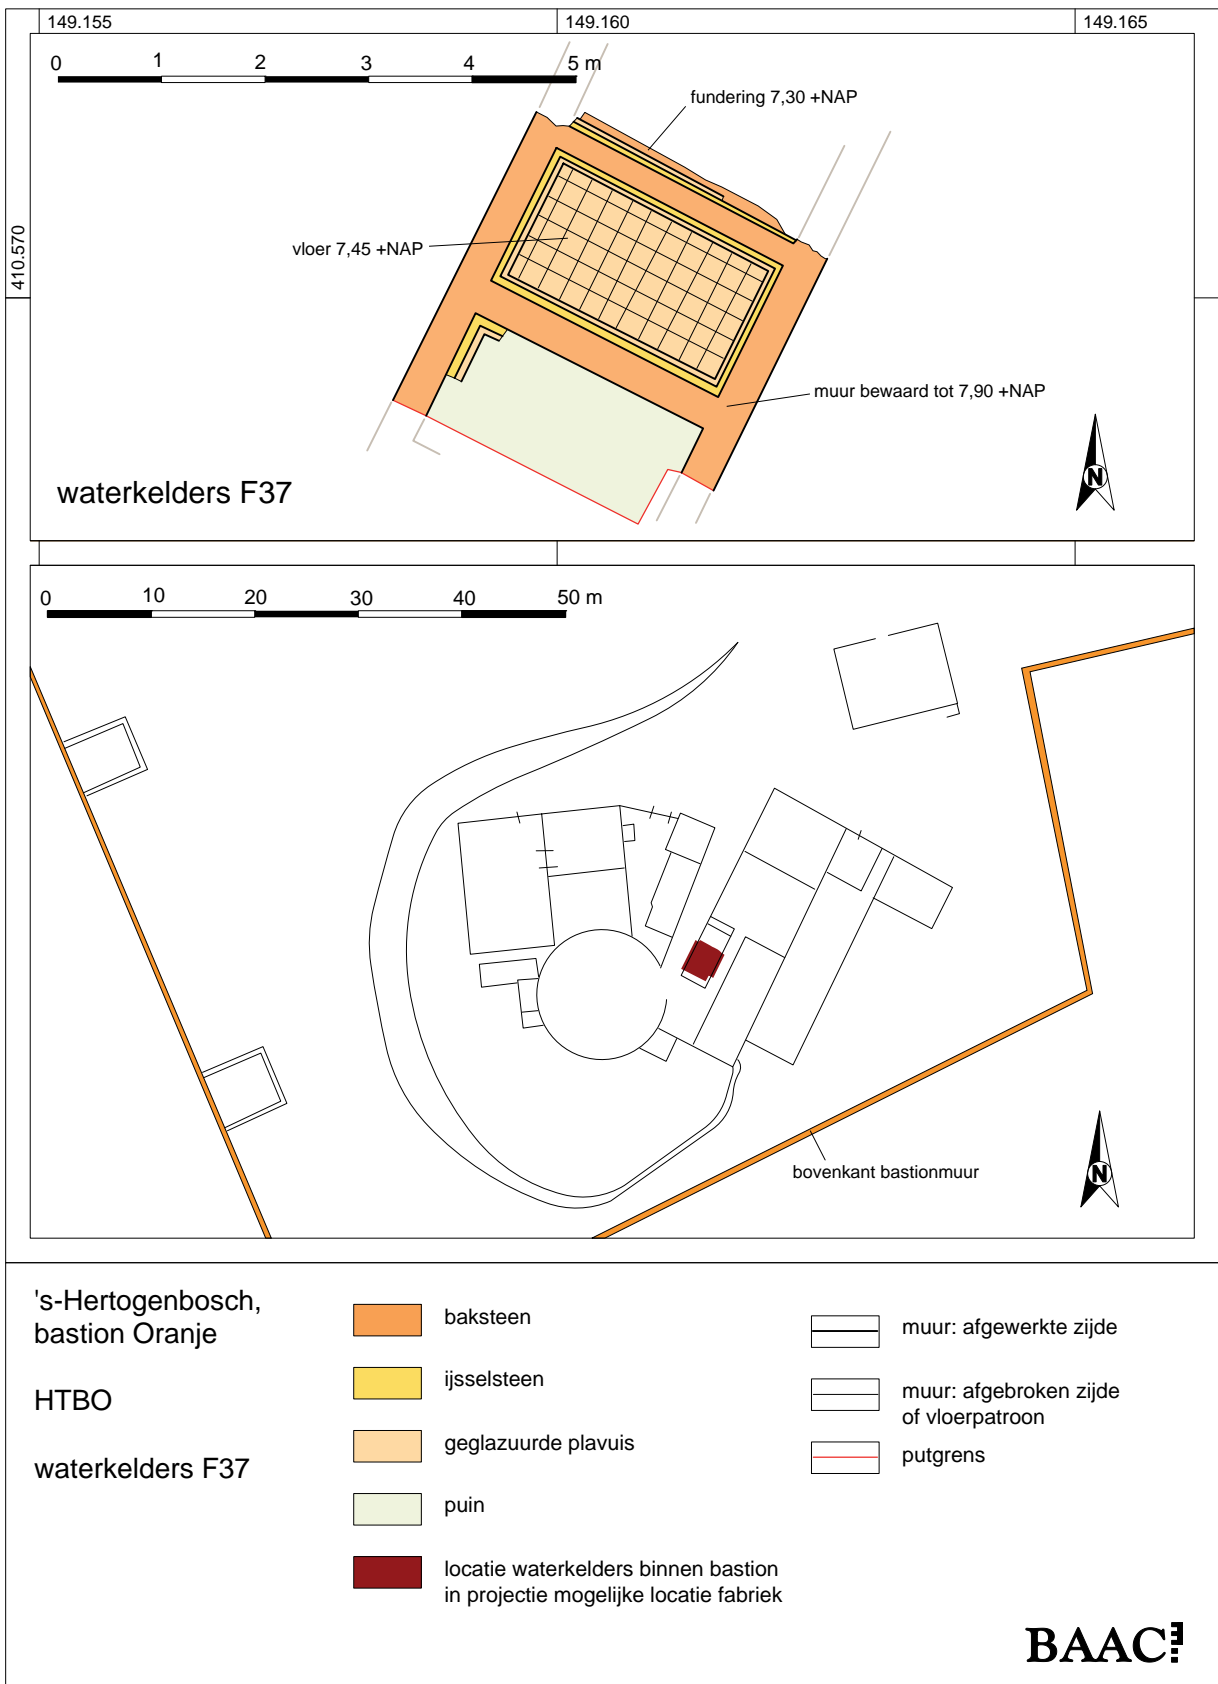 149.155
149.160
149.165
0 1 2 3 4 5 m
fundering 7,30 +NAP
410.570
vloer 7,45 +NAP
muur bewaard tot 7,90 +NAP
N
waterkelders F37
0 10 20 30 40 50 m
bovenkant bastionmuur
N
's-Hertogenbosch,
bastion Oranje
HTBO
waterkelders F37
baksteen
ijsselsteen
geglazuurde plavuis
puin
locatie waterkelders binnen bastion
in projectie mogelijke locatie fabriek
muur: afgewerkte zijde
muur: afgebroken zijde
of vloerpatroon
putgrens
BAAC